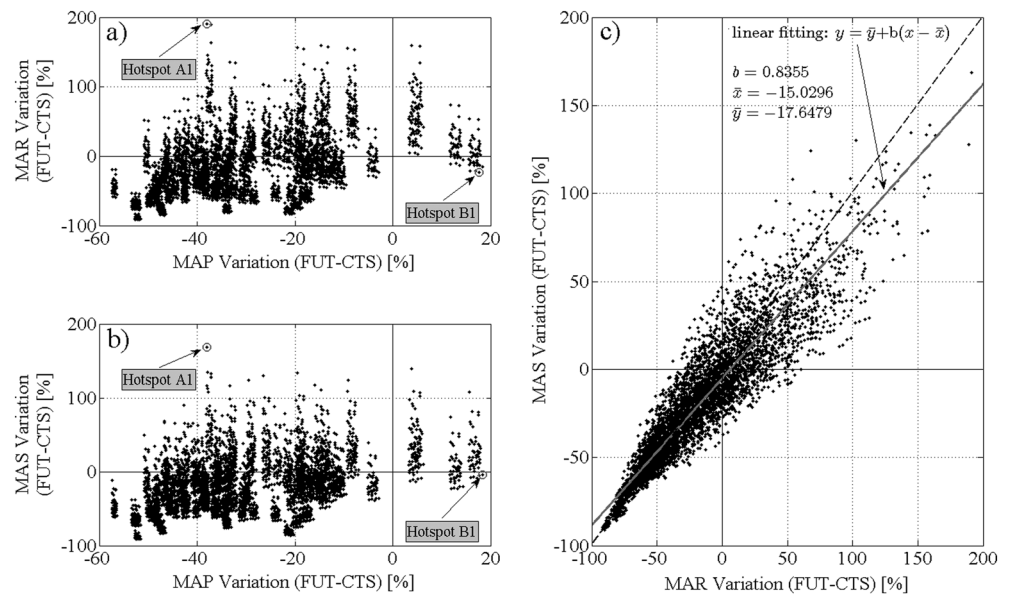 a)
200
100
0
-100
MAR Variation
(FUT-CTS) [%]
Hotspot A1
Hotspot B1
-60
-40
-20
0
20
MAP Variation (FUT-CTS) [%]
b)
200
100
0
-100
MAS Variation
(FUT-CTS) [%]
Hotspot A1
Hotspot B1
-60
-40
-20
0
20
MAP Variation (FUT-CTS) [%]
c)
linear fitting: y = ȳ+b(x − x̄)
b = 0.8355
x̄ = −15.0296
ȳ = −17.6479
200
150
100
50
0
-50
-100
MAS Variation (FUT-CTS) [%]
-100
-50
0
50
100
150
200
MAR Variation (FUT-CTS) [%]